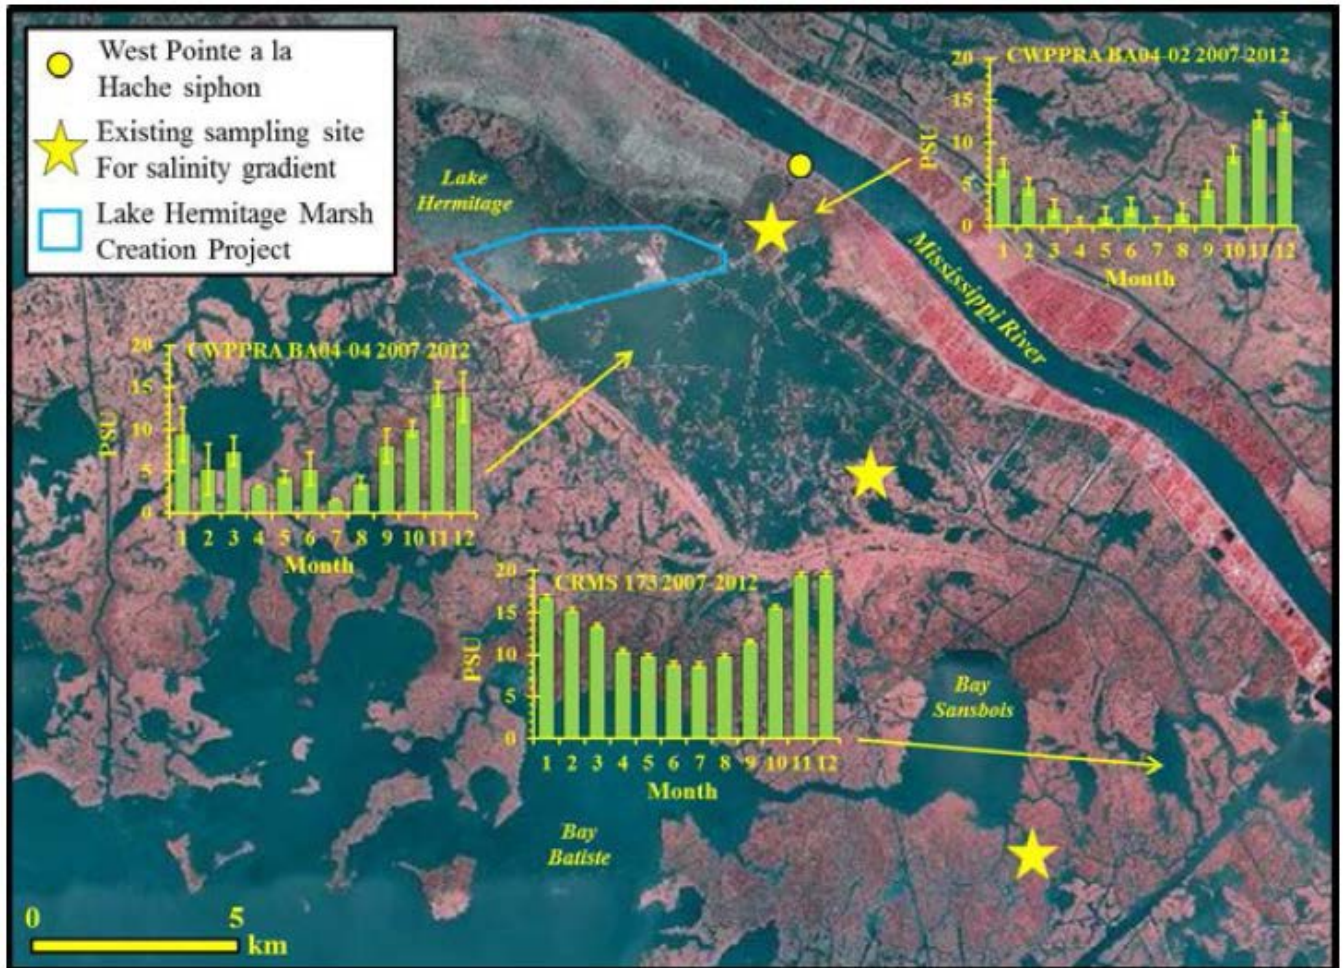 West Pointe a la
Hache siphon
Existing sampling site
For salinity gradient
Lake Hermitage Marsh
Creation Project
Lake
Hermitage
Mississippi River
CWPPRA BA04-02 2007-2012
PSU
20
15
10
5
0
1 2 3 4 5 6 7 8 9 10 11 12
Month
CWPPRA BA04-04 2007-2012
PSU
20
15
10
5
0
1 2 3 4 5 6 7 8 9 10 11 12
Month
CRMS 173 2007-2012
PSU
20
15
10
5
0
1 2 3 4 5 6 7 8 9 10 11 12
Month
Bay
Sansbois
Bay
Batiste
0 5
km